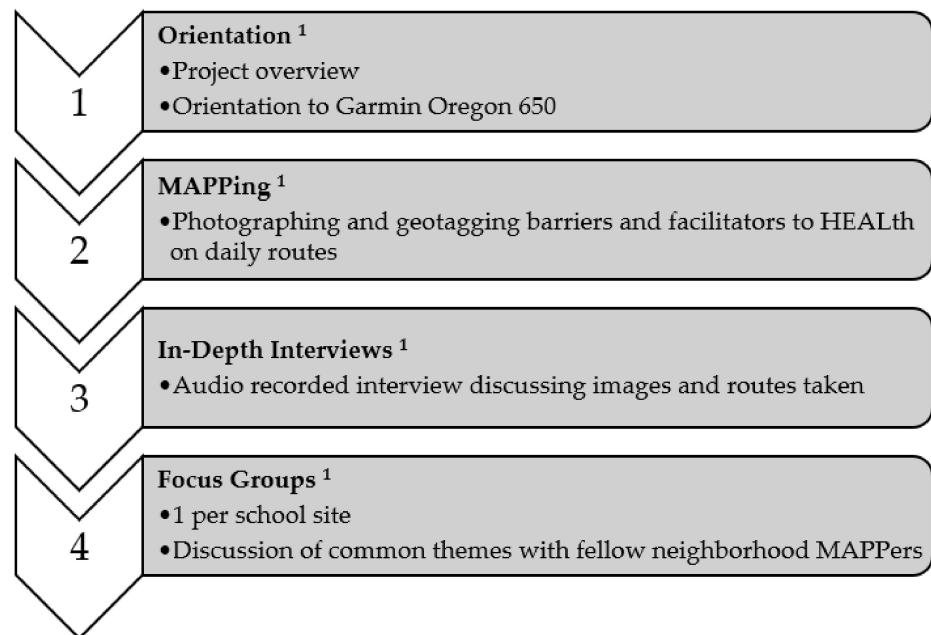 1
Orientation ¹
•Project overview
•Orientation to Garmin Oregon 650
2
MAPPing ¹
•Photographing and geotagging barriers and facilitators to HEALth
on daily routes
3
In-Depth Interviews ¹
•Audio recorded interview discussing images and routes taken
4
Focus Groups ¹
•1 per school site
•Discussion of common themes with fellow neighborhood MAPPers